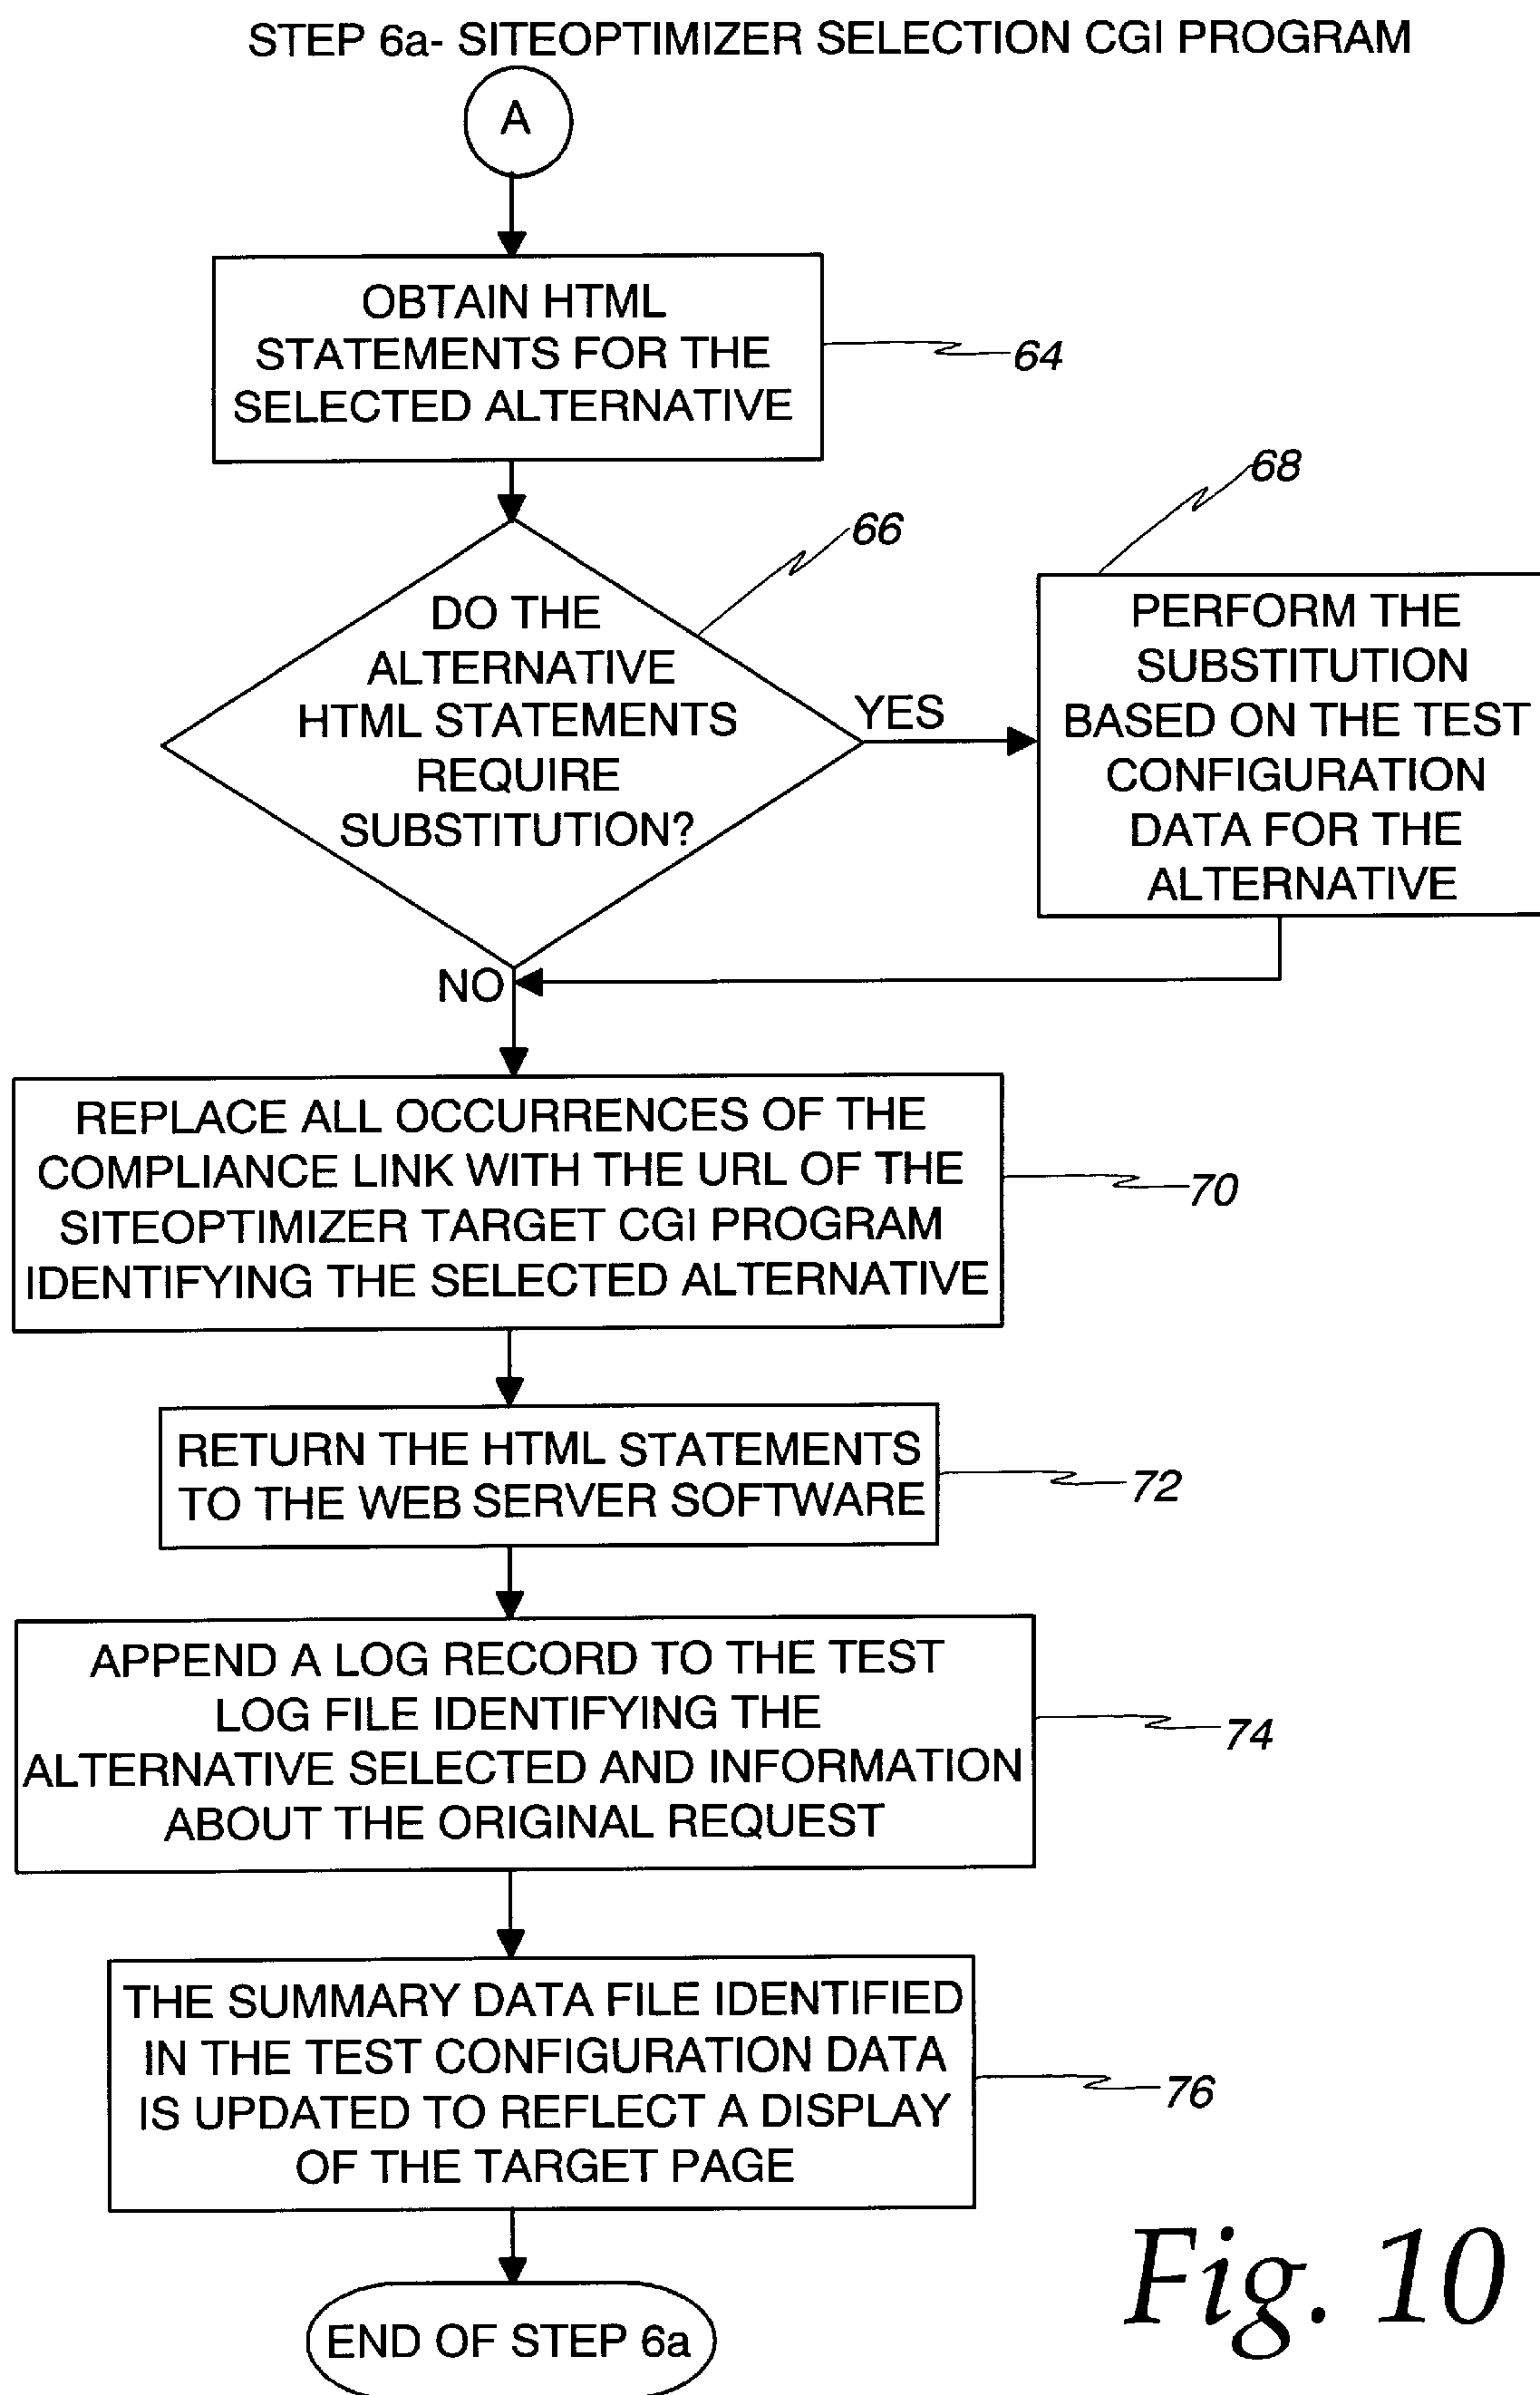 STEP 6a- SITEOPTIMIZER SELECTION CGI PROGRAM
A
OBTAIN HTML
STATEMENTS FOR THE
SELECTED ALTERNATIVE
64
66
DO THE
ALTERNATIVE
HTML STATEMENTS
REQUIRE
SUBSTITUTION?
YES
68
PERFORM THE
SUBSTITUTION
BASED ON THE TEST
CONFIGURATION
DATA FOR THE
ALTERNATIVE
NO
REPLACE ALL OCCURRENCES OF THE
COMPLIANCE LINK WITH THE URL OF THE
SITEOPTIMIZER TARGET CGI PROGRAM
IDENTIFYING THE SELECTED ALTERNATIVE
70
RETURN THE HTML STATEMENTS
TO THE WEB SERVER SOFTWARE
72
APPEND A LOG RECORD TO THE TEST
LOG FILE IDENTIFYING THE
ALTERNATIVE SELECTED AND INFORMATION
ABOUT THE ORIGINAL REQUEST
74
THE SUMMARY DATA FILE IDENTIFIED
IN THE TEST CONFIGURATION DATA
IS UPDATED TO REFLECT A DISPLAY
OF THE TARGET PAGE
76
END OF STEP 6a
Fig. 10